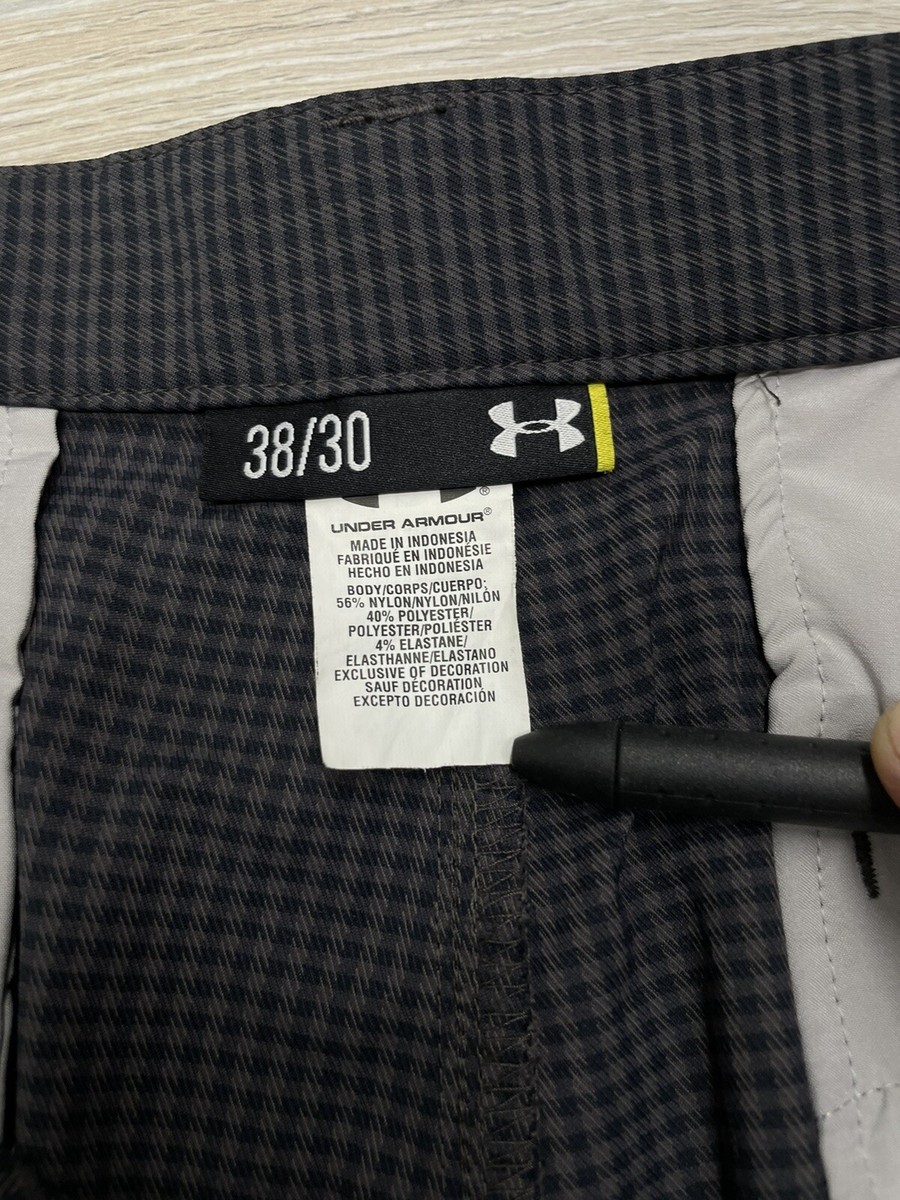 38/30
®
UNDER ARMOUR®
MADE IN INDONESIA
FABRIQUÉ EN INDONÉSIE
HECHO EN INDONESIA
BODY/CORPS/CUERPO:
56% NYLON/NYLON/NILÓN
40% POLYESTER/
POLYESTER/POLIÉSTER
4% ELASTANE/
ELASTHANNE/ELASTANO
EXCLUSIVE OF DECORATION
SAUF DÉCORATION
EXCEPTO DECORACIÓN